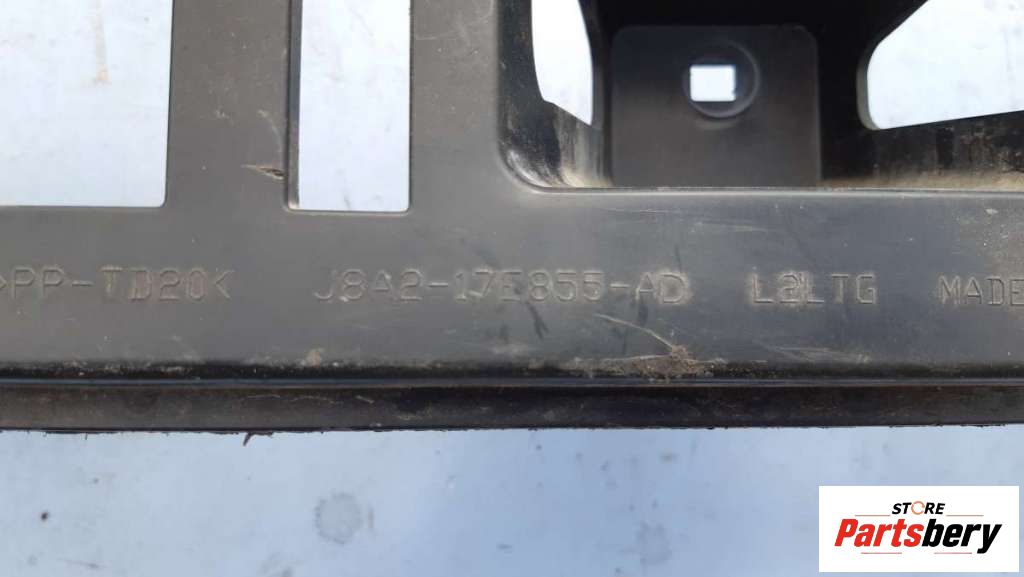 >PP-TD20< J8A2-17E855-AD L2LTG MADE
STORE
Partsbery